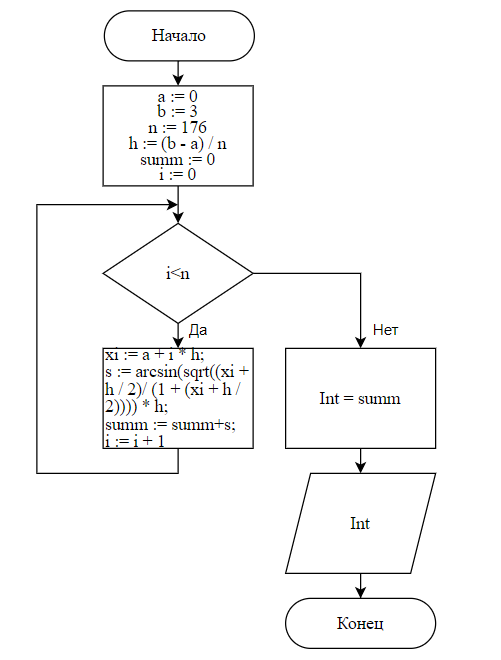 Начало
a := 0
b := 3
n := 176
h := (b - a) / n
summ := 0
i := 0
i<n
Да
Нет
xi := a + i * h;
s := arcsin(sqrt((xi +
h / 2)/ (1 + (xi + h /
2)))) * h;
summ := summ+s;
i := i + 1
Int = summ
Int
Конец